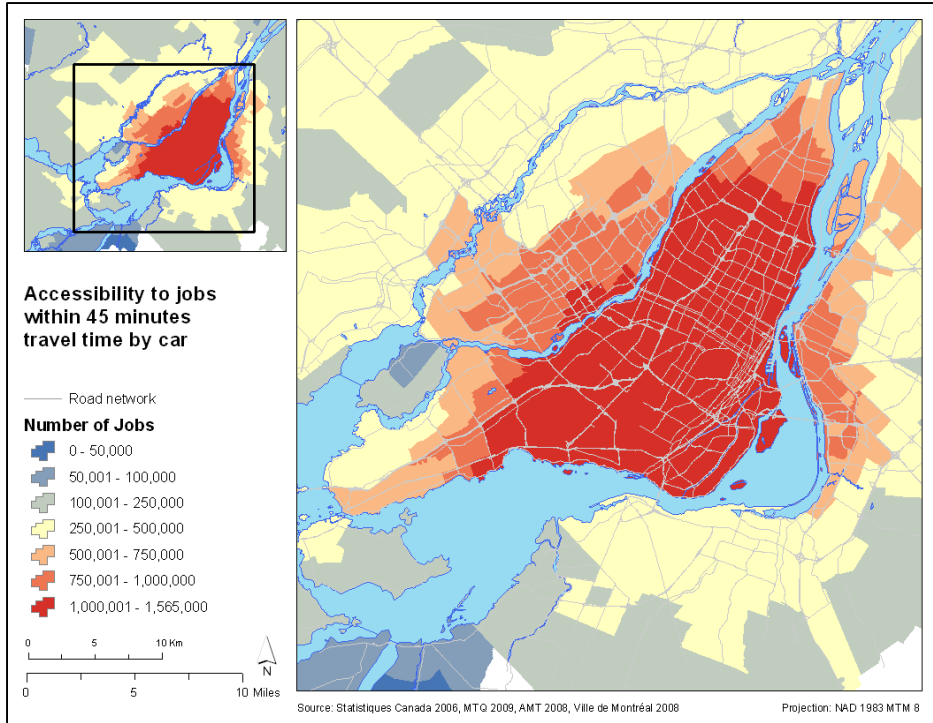 Accessibility to jobs
within 45 minutes
travel time by car
Road network
Number of Jobs
0 - 50,000
50,001 - 100,000
100,001 - 250,000
250,001 - 500,000
500,001 - 750,000
750,001 - 1,000,000
1,000,001 - 1,565,000
0 5 10 Km
N
0 5 10 Miles
Source: Statistiques Canada 2006, MTQ 2009, AMT 2008, Ville de Montréal 2008
Projection: NAD 1983 MTM 8